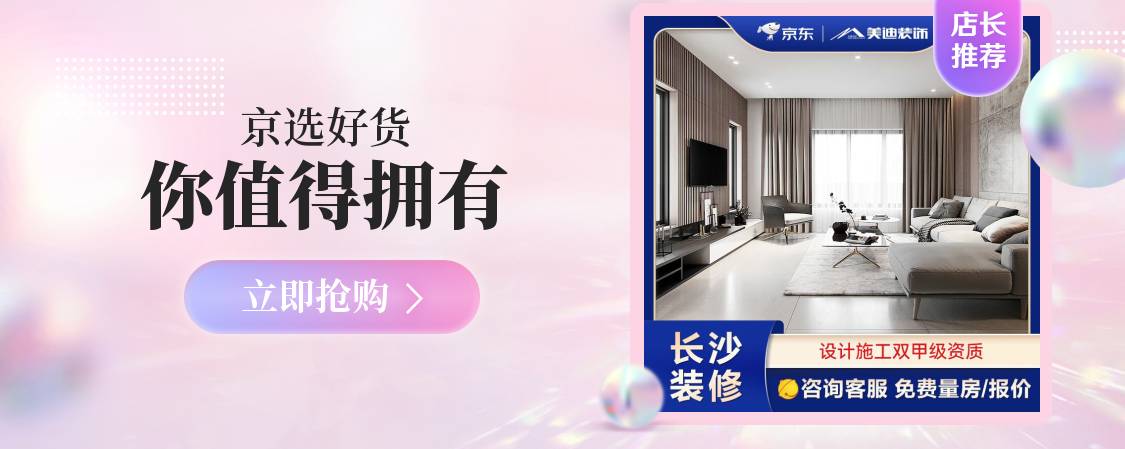 京选好货
你值得拥有
立即抢购
京东 美迪装饰
店长
推荐
长沙
装修
设计施工双甲级资质
咨询客服 免费量房/报价